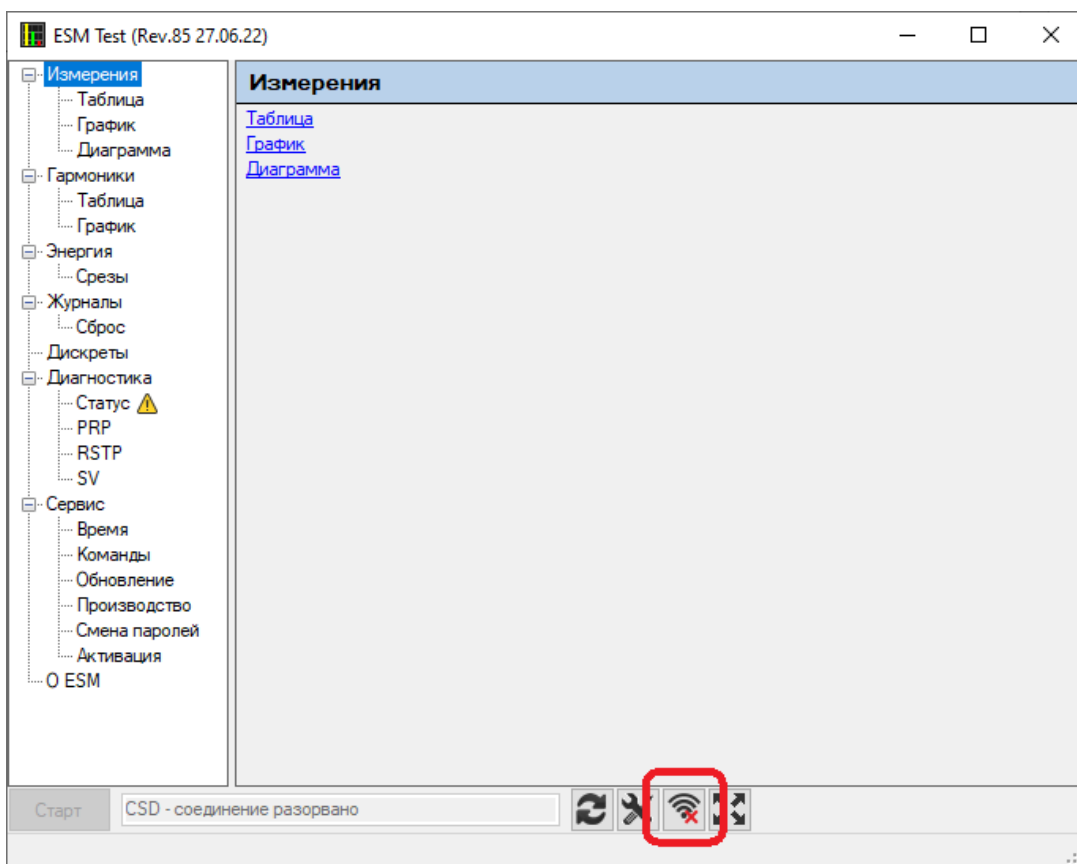 ESM Test (Rev.85 27.06.22)
Измерения
Таблица
График
Диаграмма
Гармоники
Таблица
График
Энергия
Срезы
Журналы
Сброс
Дискреты
Диагностика
Статус
PRP
RSTP
SV
Сервис
Время
Команды
Обновление
Производство
Смена паролей
Активация
О ESM
Измерения
Таблица
График
Диаграмма
Старт
CSD - соединение разорвано